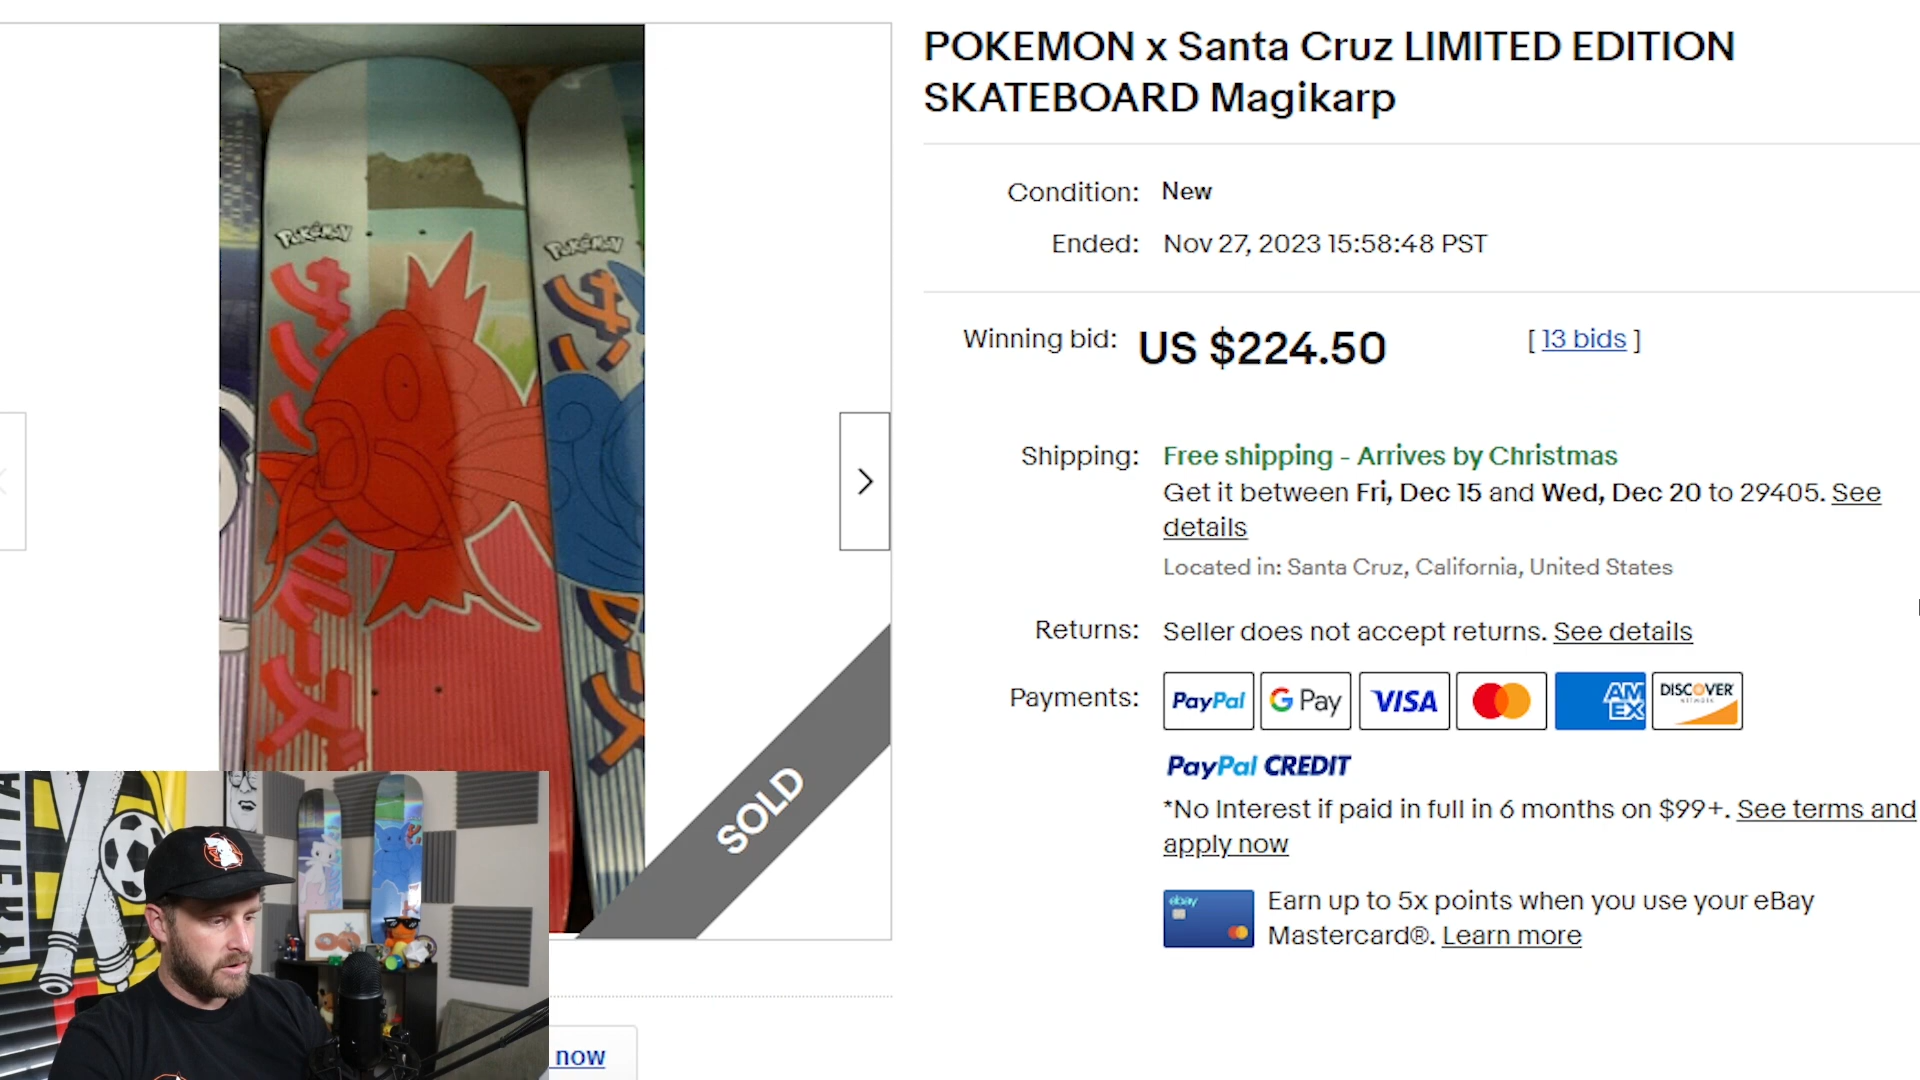 POKEMON x Santa Cruz LIMITED EDITION
SKATEBOARD Magikarp
Condition: New
Ended: Nov 27, 2023 15:58:48 PST
Winning bid: US $224.50 [ 13 bids ]
Shipping: Free shipping - Arrives by Christmas
Get it between Fri, Dec 15 and Wed, Dec 20 to 29405. See
details
Located in: Santa Cruz, California, United States
Returns: Seller does not accept returns. See details
Payments: PayPal G Pay VISA AM EX DISCOVER NETWORK
PayPal CREDIT
*No Interest if paid in full in 6 months on $99+. See terms and
apply now
ebay
Earn up to 5x points when you use your eBay
Mastercard®. Learn more
POKéMON
POKéMON
SOLD
now